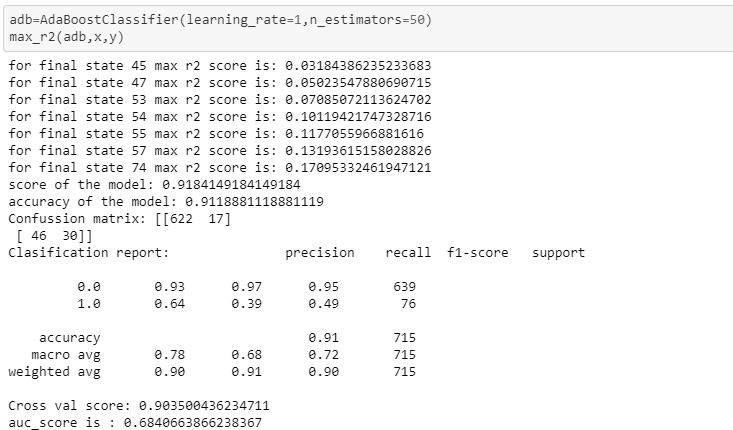 adb=AdaBoostClassifier(learning_rate=1,n_estimators=50)
max_r2(adb,x,y)
for final state 45 max r2 score is: 0.03184386235233683
for final state 47 max r2 score is: 0.05023547880690715
for final state 53 max r2 score is: 0.07085072113624702
for final state 54 max r2 score is: 0.10119421747328716
for final state 55 max r2 score is: 0.1177055966881616
for final state 57 max r2 score is: 0.13193615158028826
for final state 74 max r2 score is: 0.17095332461947121
score of the model: 0.9184149184149184
accuracy of the model: 0.9118881118881119
Confussion matrix: [[622  17]
 [ 46  30]]
Clasification report:               precision    recall  f1-score   support
         0.0       0.93      0.97      0.95       639
         1.0       0.64      0.39      0.49        76
    accuracy                           0.91       715
   macro avg       0.78      0.68      0.72       715
weighted avg       0.90      0.91      0.90       715
Cross val score: 0.903500436234711
auc_score is : 0.6840663866238367